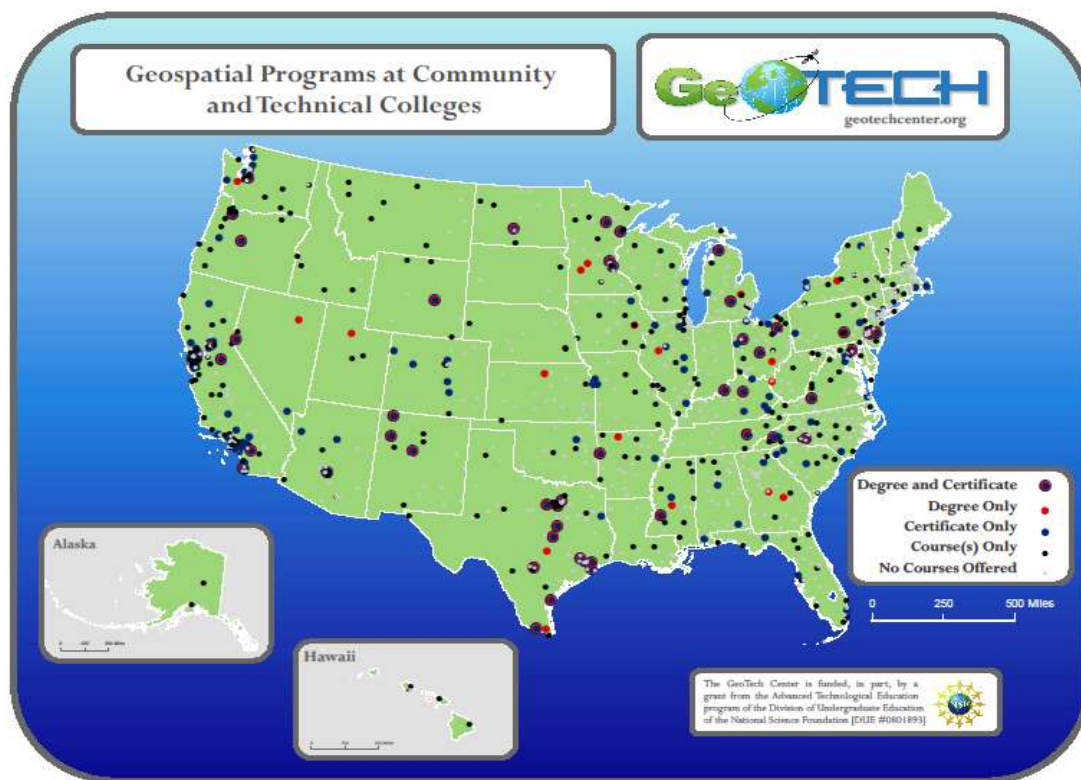 Geospatial Programs at Community
and Technical Colleges
GeOTECH
geotechcenter.org
Degree and Certificate
Degree Only
Certificate Only
Course(s) Only
No Courses Offered
0 250 500 Miles
Alaska
Hawaii
The GeoTech Center is funded, in part, by a
grant from the Advanced Technological Education
program of the Division of Undergraduate Education
of the National Science Foundation [DUE #0801893]